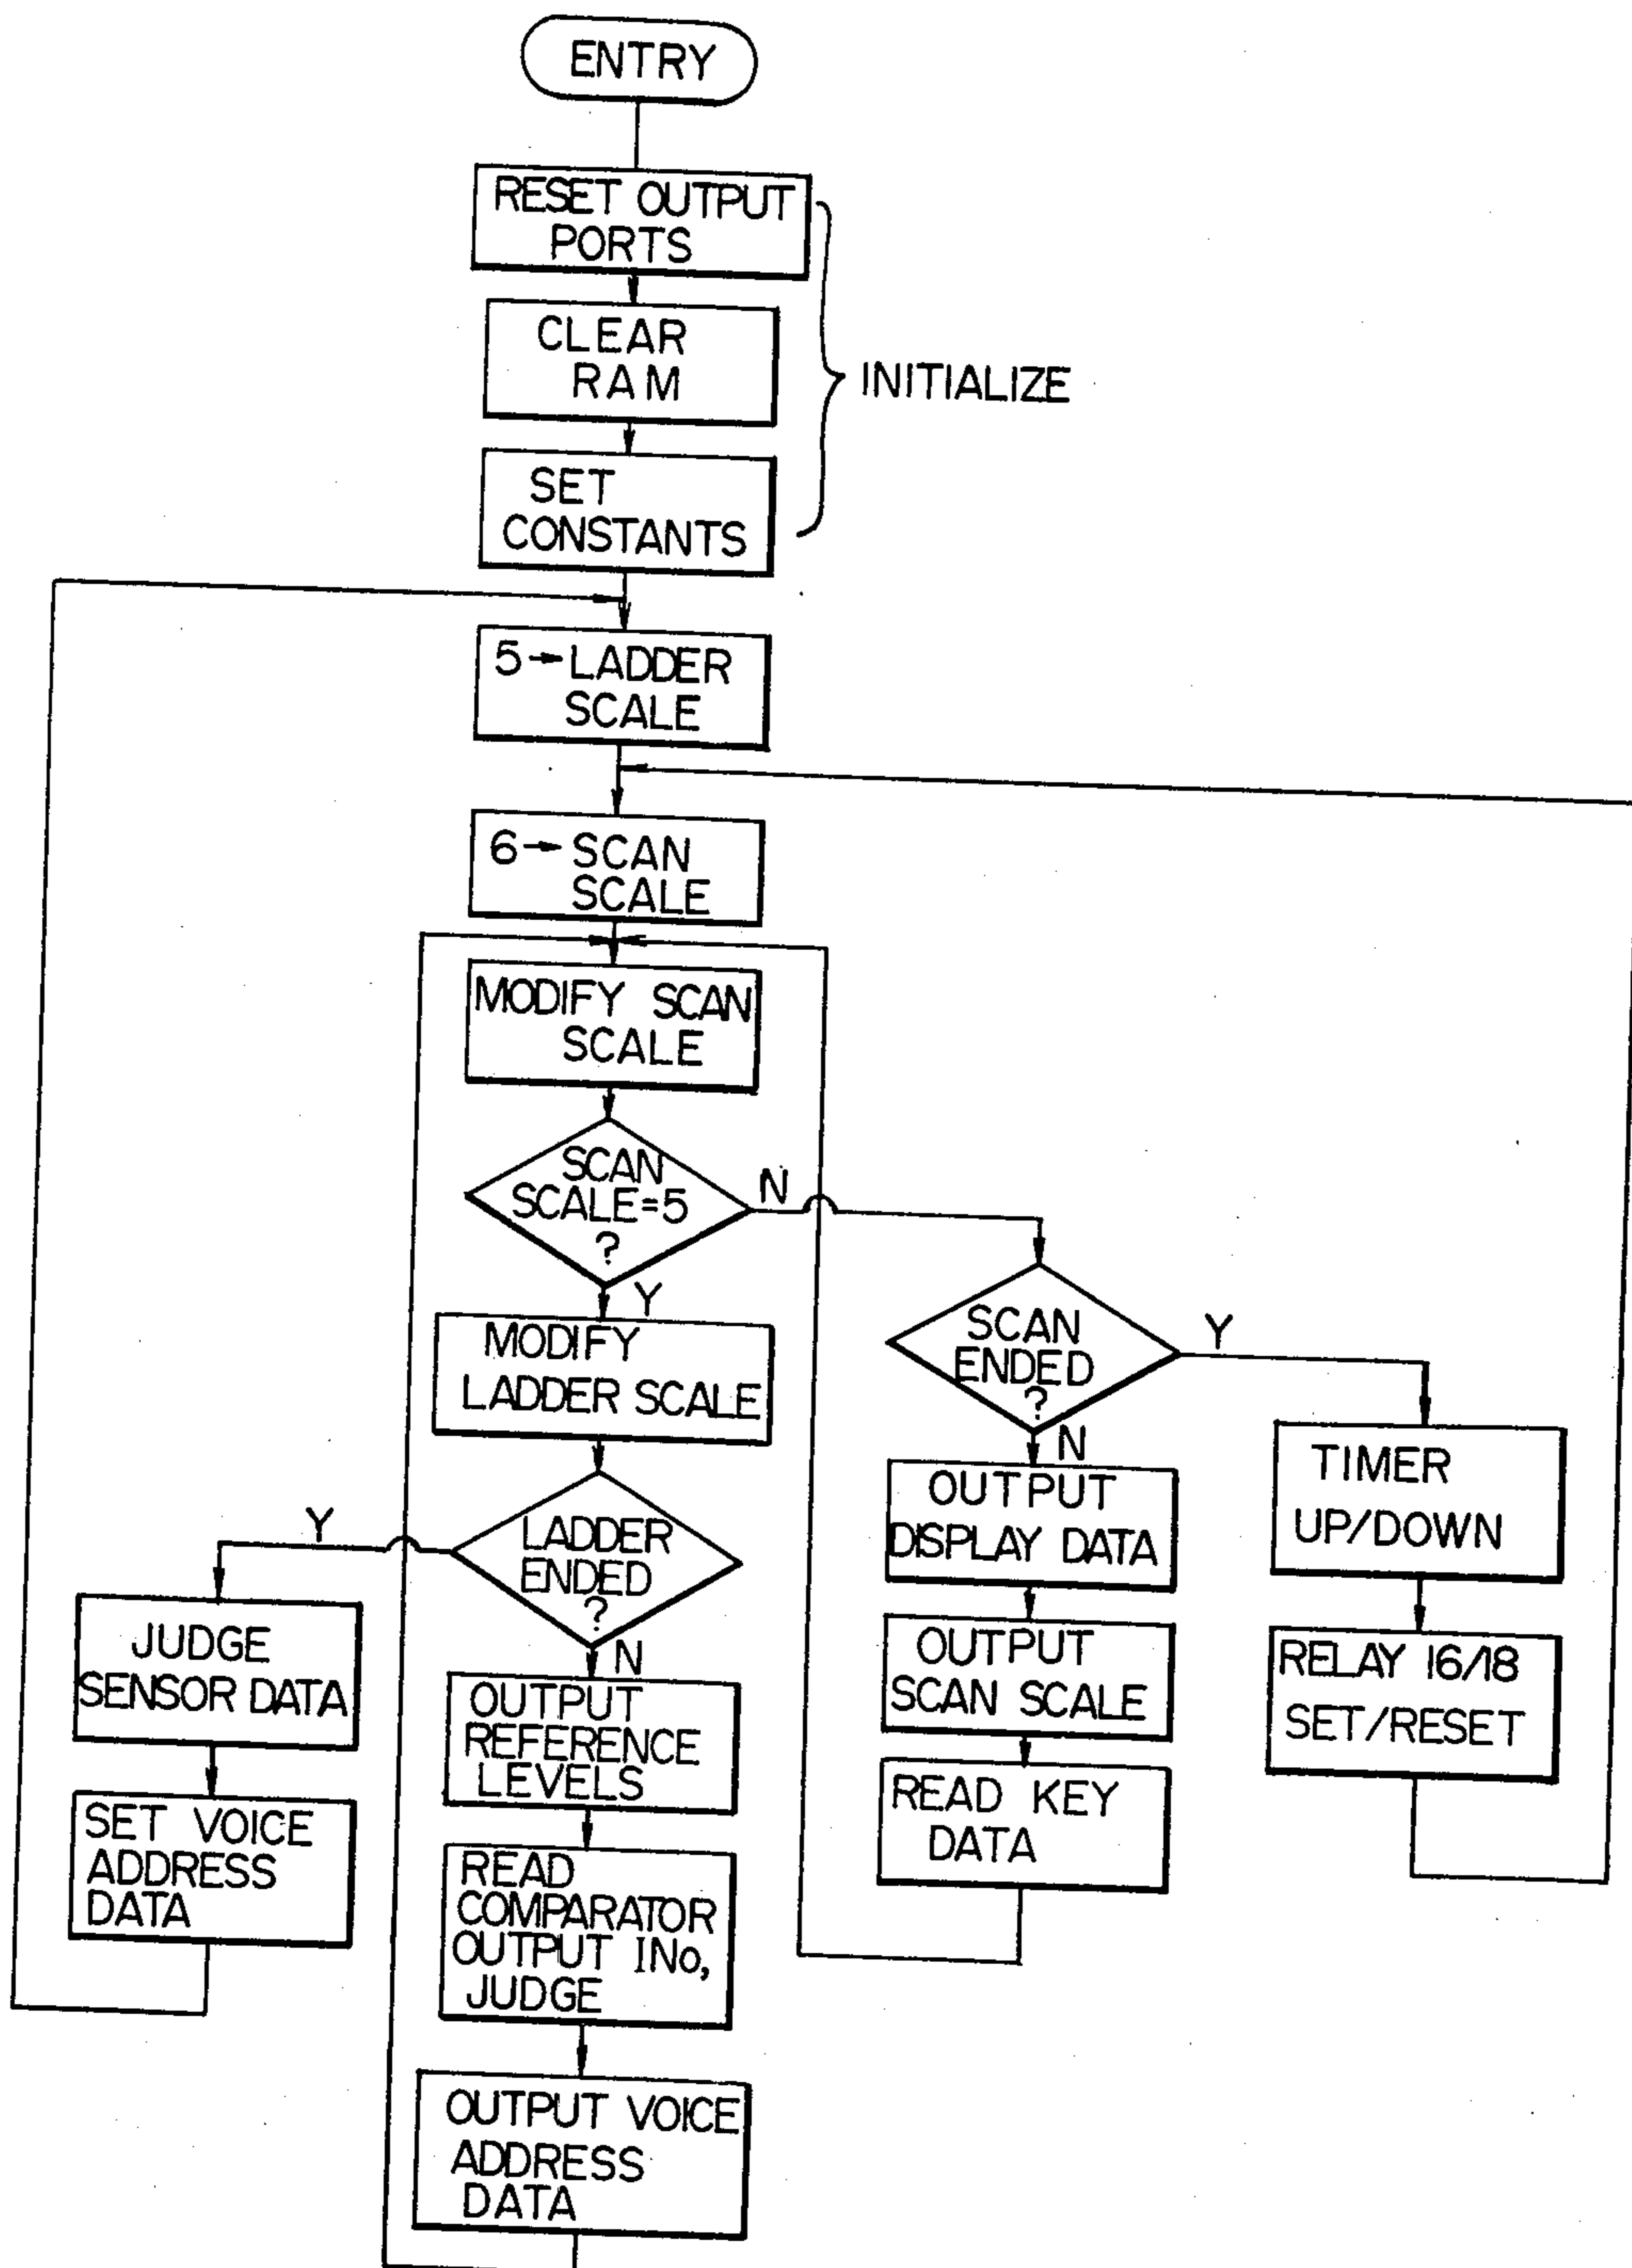 ENTRY
RESET OUTPUT
PORTS
CLEAR
RAM
INITIALIZE
SET
CONSTANTS
5→LADDER
SCALE
6→SCAN
SCALE
MODIFY SCAN
SCALE
SCAN
SCALE=5
?
N
Y
MODIFY
LADDER SCALE
LADDER
ENDED
?
Y
N
JUDGE
SENSOR DATA
SET VOICE
ADDRESS
DATA
OUTPUT
REFERENCE
LEVELS
READ
COMPARATOR
OUTPUT INo,
JUDGE
OUTPUT VOICE
ADDRESS
DATA
SCAN
ENDED
?
Y
N
OUTPUT
DISPLAY DATA
OUTPUT
SCAN SCALE
READ KEY
DATA
TIMER
UP/DOWN
RELAY 16/18
SET/RESET